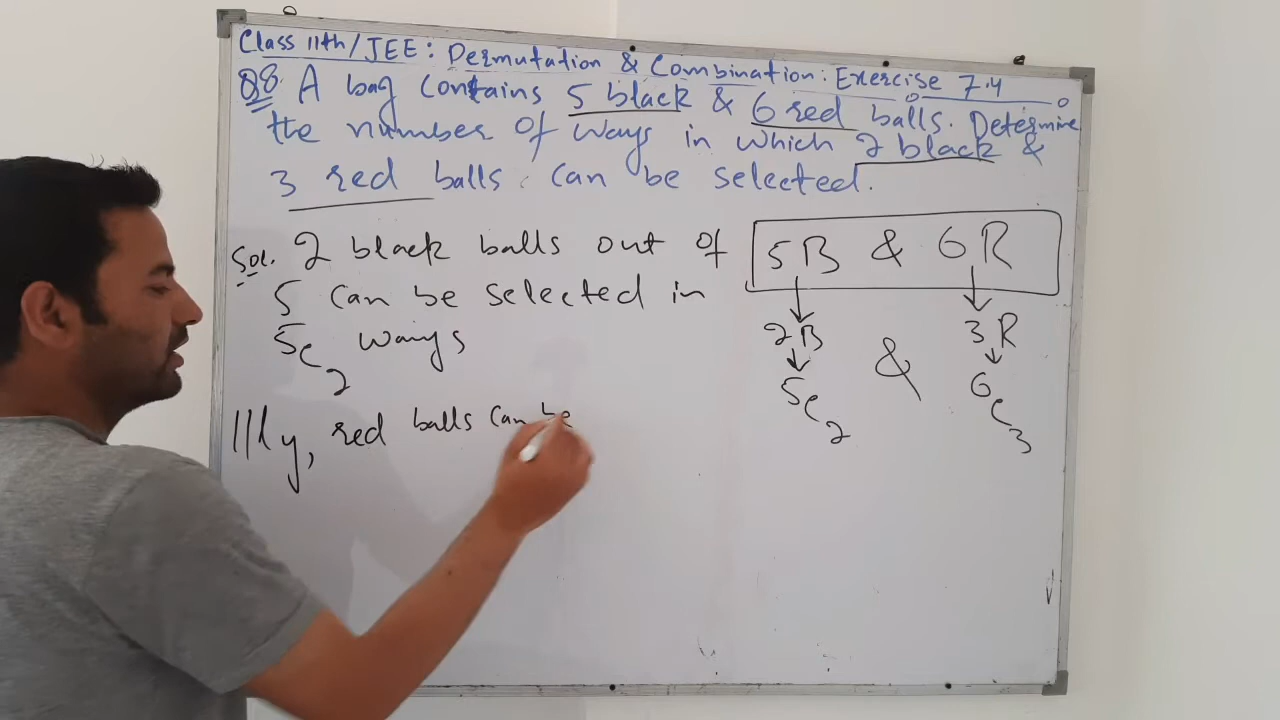 Class 11th/JEE: Permutation & Combination: Exercise 7.4
Q8. A bag contains 5 black & 6 red balls. Determine
the number of ways in which 2 black &
3 red balls can be selected.
Sol. 2 black balls out of
5 can be selected in
5C2 ways
|||ly, red balls can be
5B & 6R
2B 3R
&
5C2 6C3